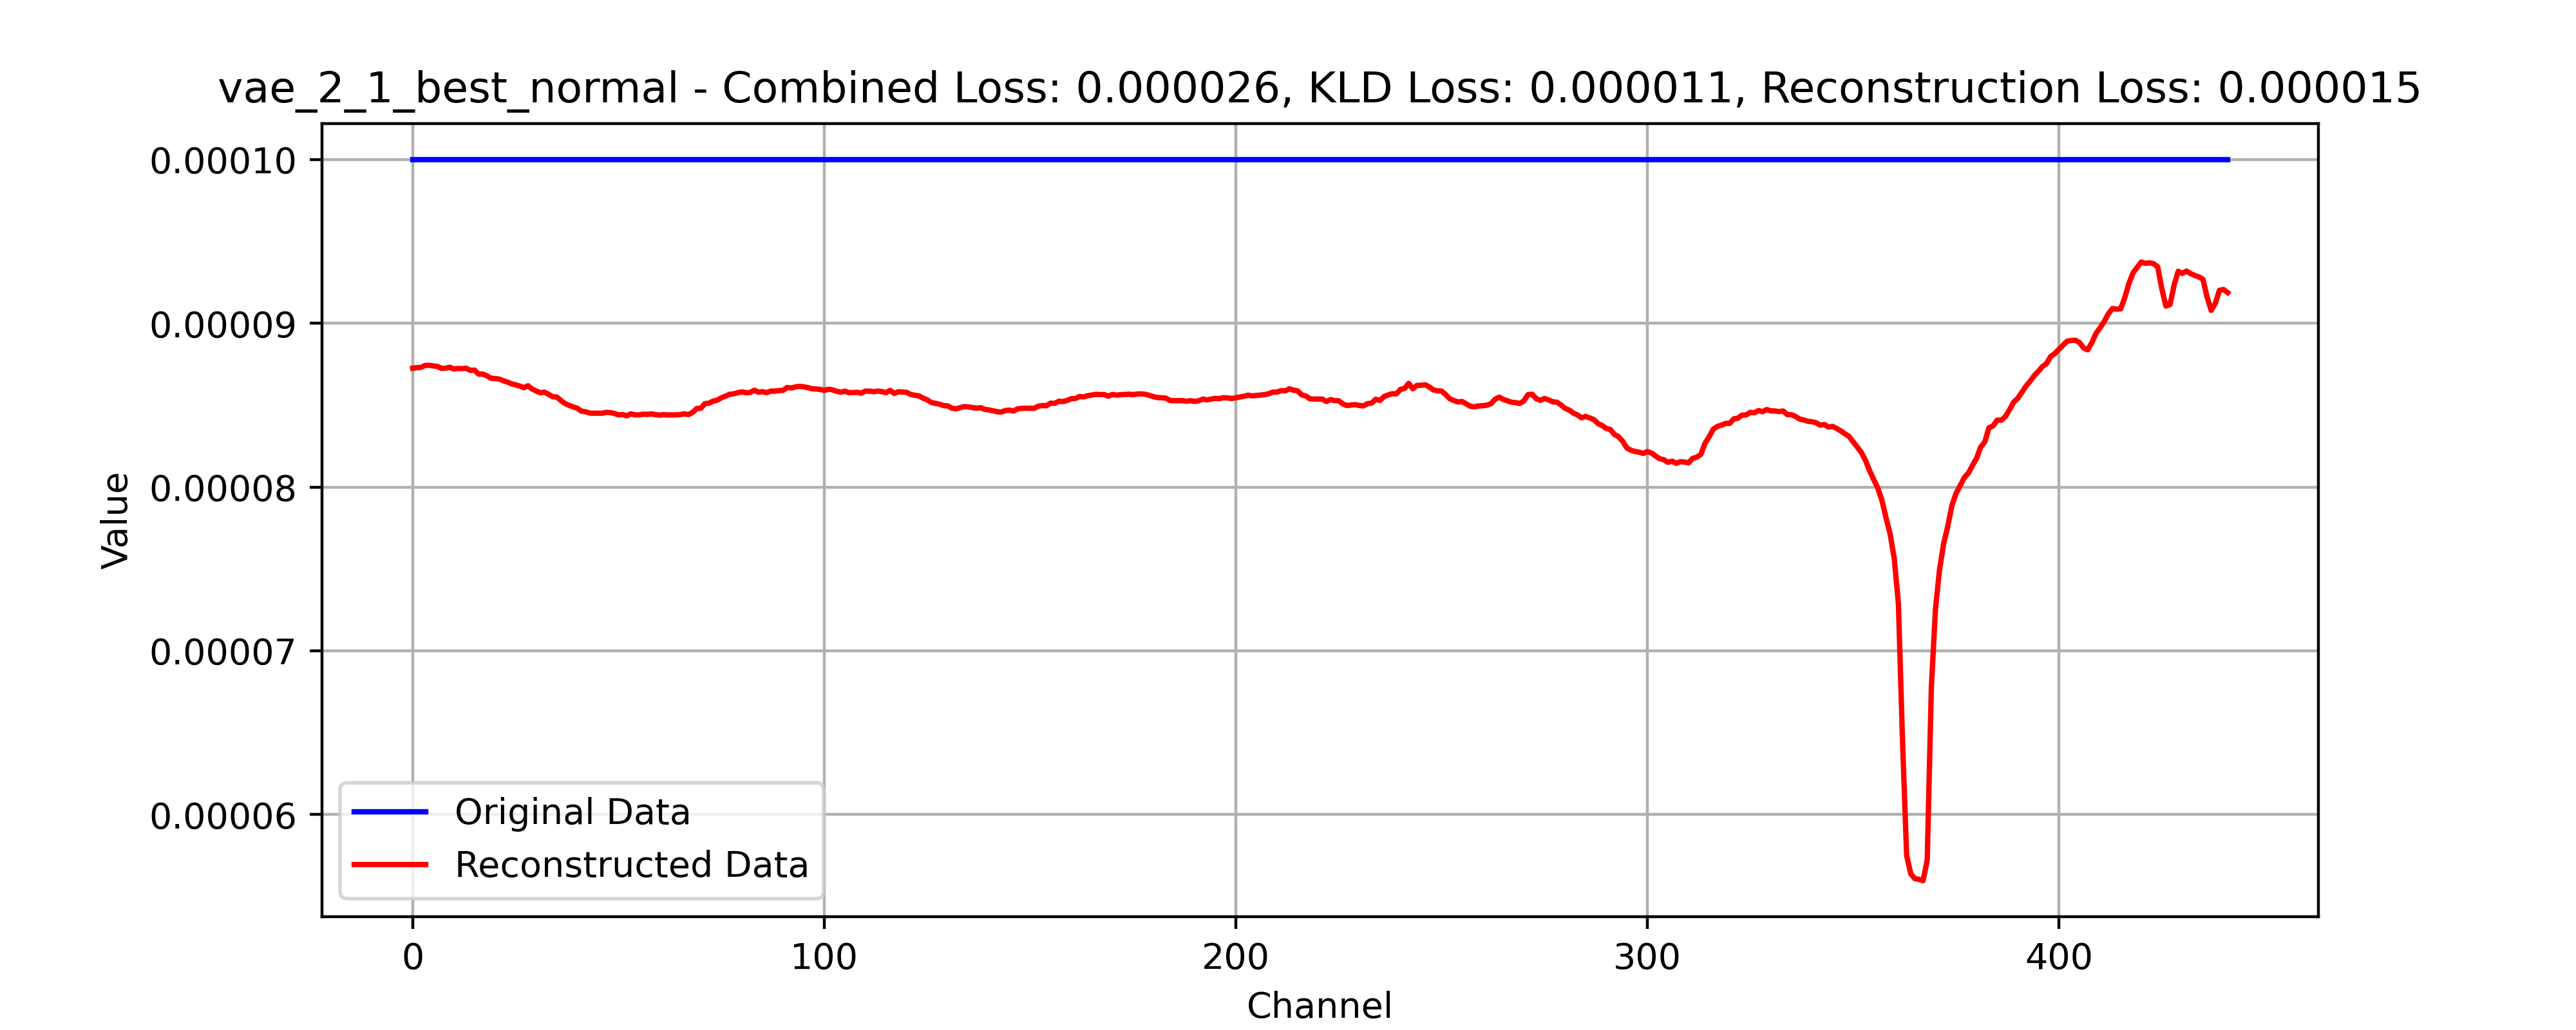 vae_2_1_best_normal - Combined Loss: 0.000026, KLD Loss: 0.000011, Reconstruction Loss: 0.000015
0.00010
0.00009
0.00008
0.00007
0.00006
Value
Original Data
Reconstructed Data
0 100 200 300 400
Channel